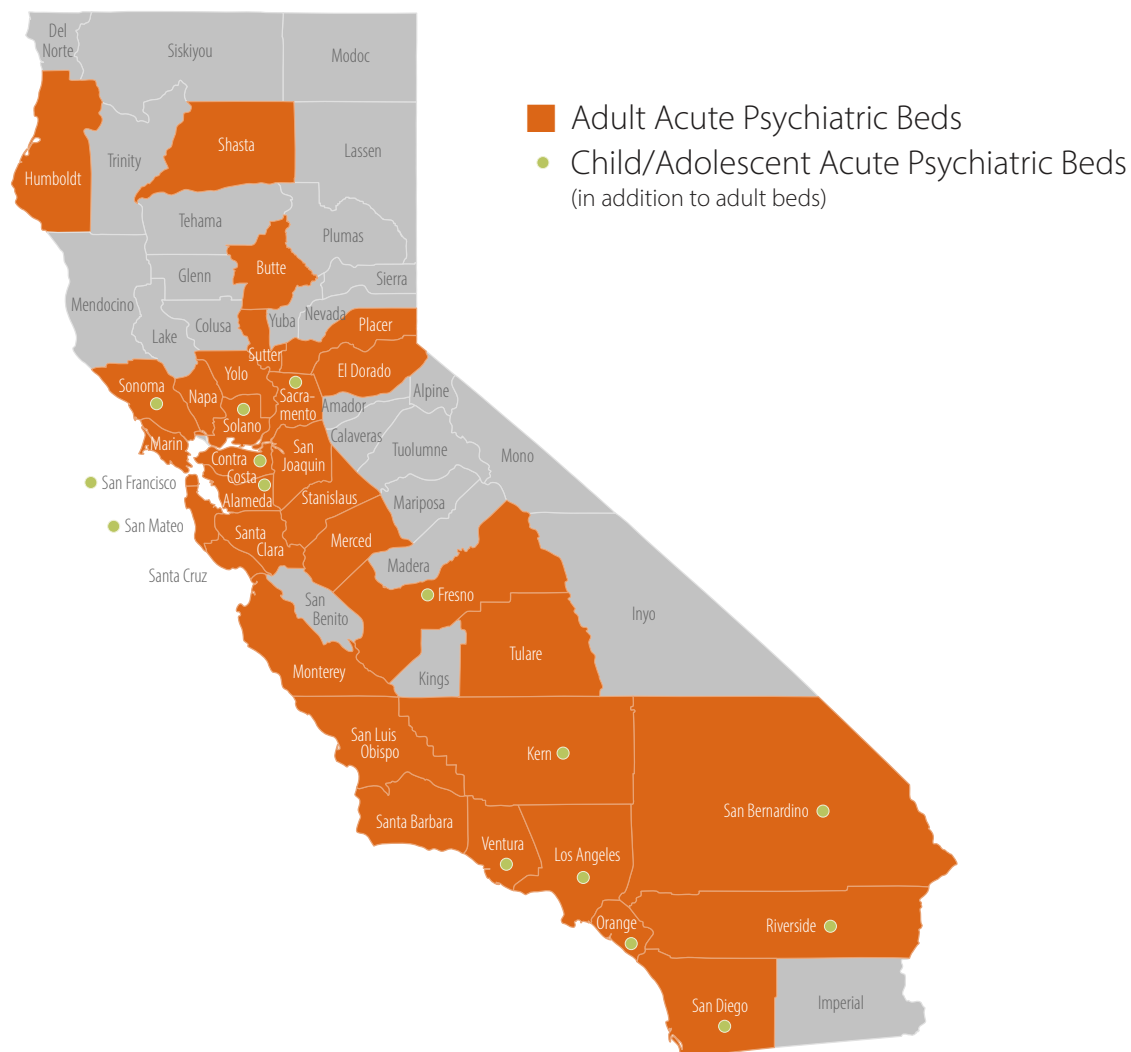 Del
Norte
Siskiyou
Modoc
Adult Acute Psychiatric Beds
Child/Adolescent Acute Psychiatric Beds
(in addition to adult beds)
Shasta
Lassen
Trinity
Humboldt
Tehama
Plumas
Butte
Glenn
Sierra
Mendocino
Colusa
Yuba
Nevada
Lake
Placer
Sutter
Yolo
El Dorado
Sonoma
Napa
Sacra-
mento
Alpine
Amador
Solano
Marin
Calaveras
Tuolumne
Mono
San
Joaquin
Contra
Costa
San Francisco
Alameda
Stanislaus
Mariposa
San Mateo
Santa
Clara
Merced
Madera
Santa Cruz
San
Benito
Fresno
Inyo
Tulare
Monterey
Kings
San Luis
Obispo
Kern
San Bernardino
Santa Barbara
Ventura
Los Angeles
Orange
Riverside
San Diego
Imperial